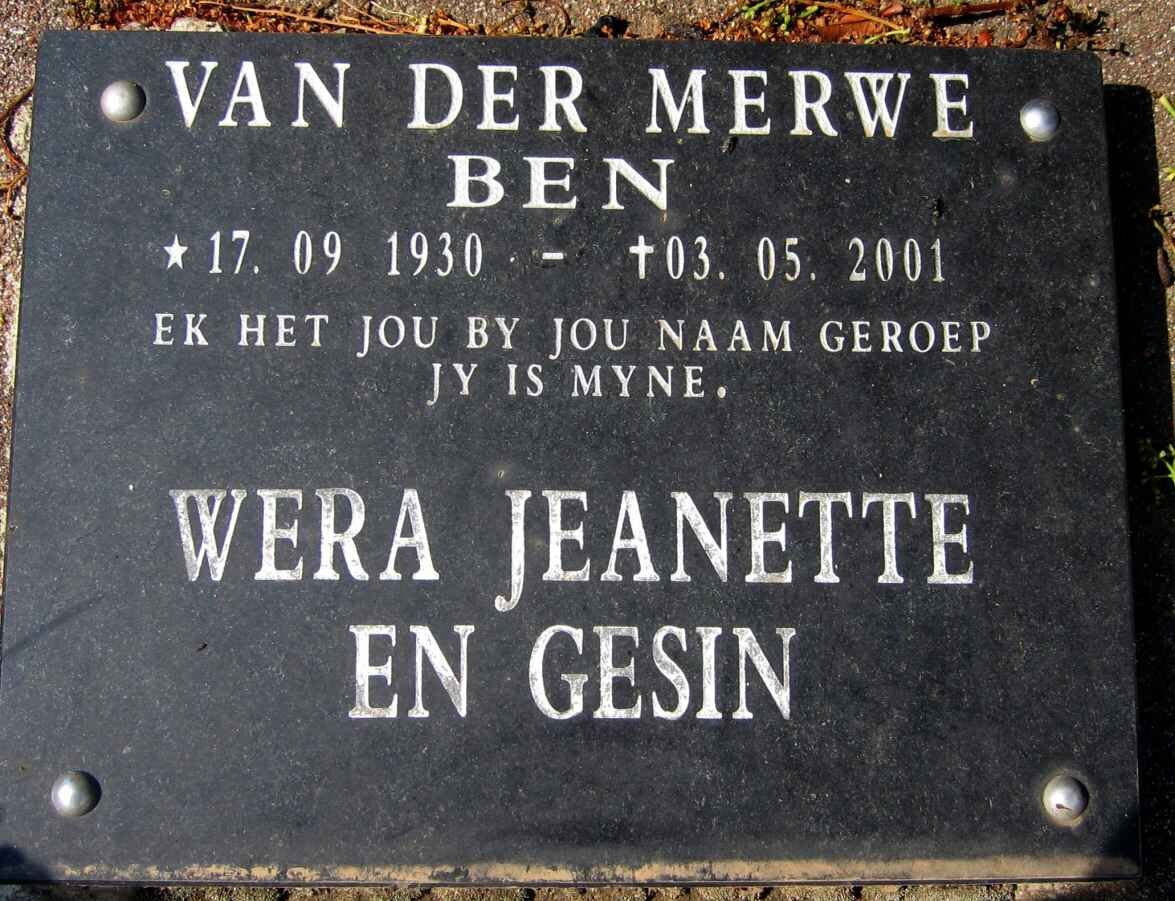 VAN DER MERWE
BEN
★ 17. 09 1930 - ✝ 03. 05. 2001
EK HET JOU BY JOU NAAM GEROEP
JY IS MYNE.
WERA JEANETTE
EN GESIN